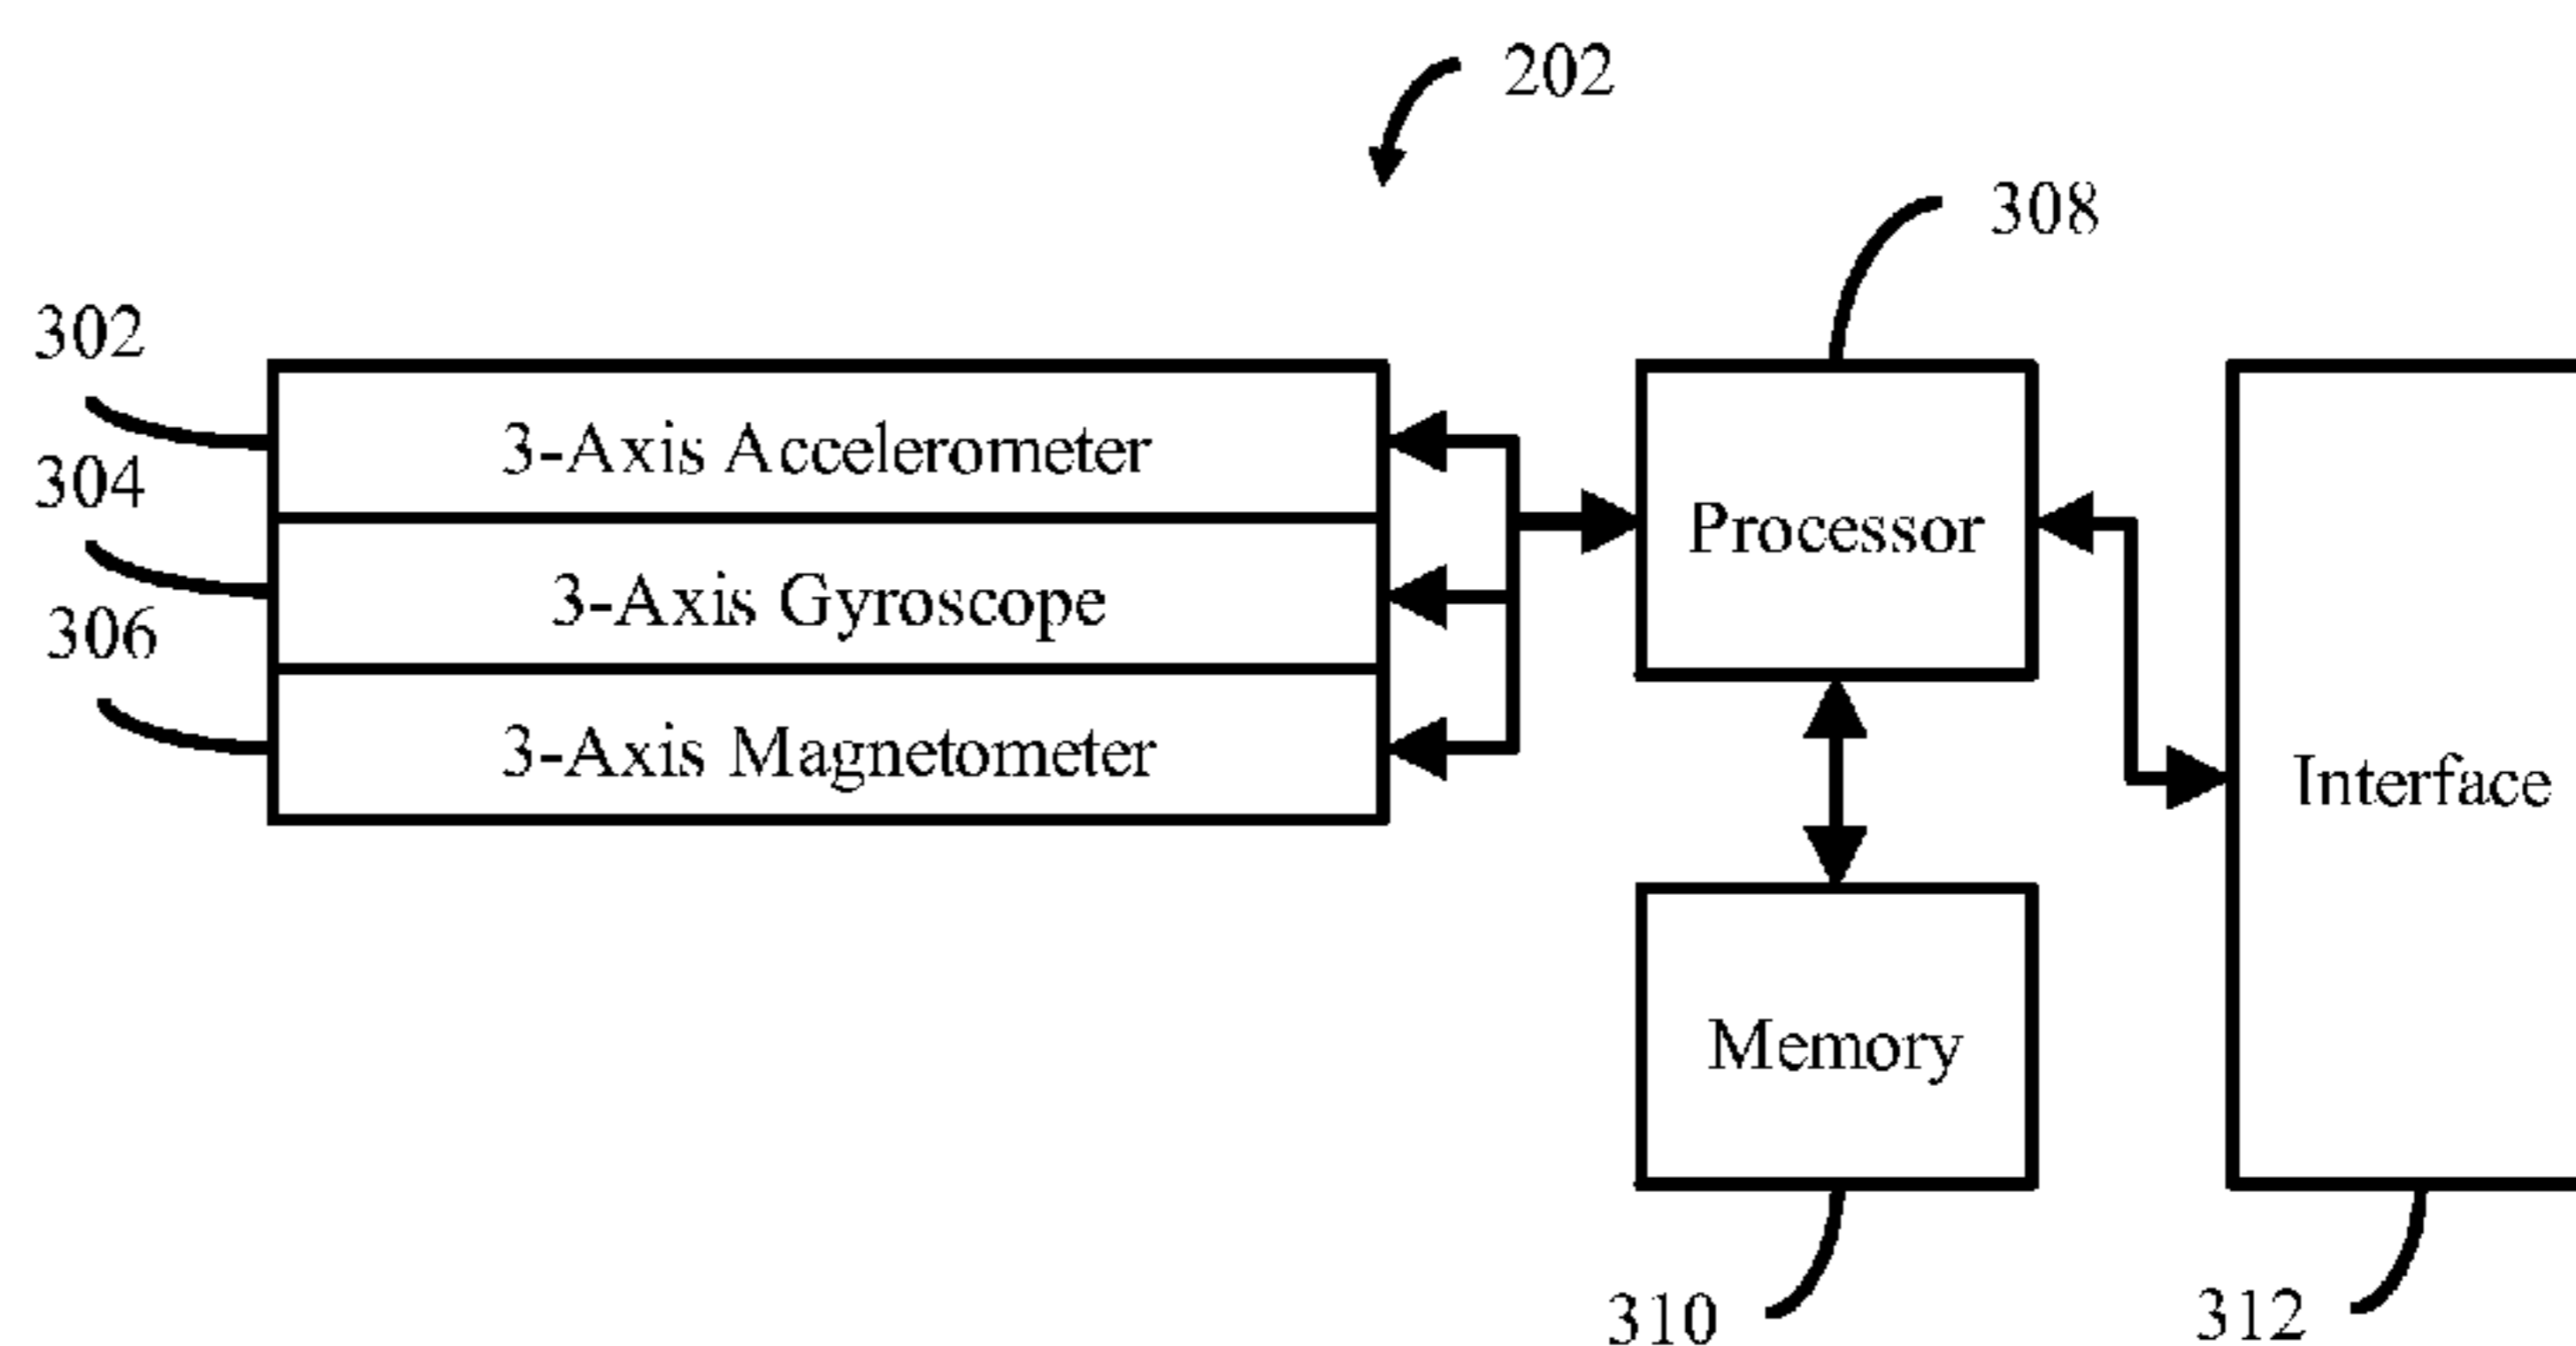 202
308
302
3-Axis Accelerometer
304
Processor
3-Axis Gyroscope
306
3-Axis Magnetometer
Interface
Memory
310
312